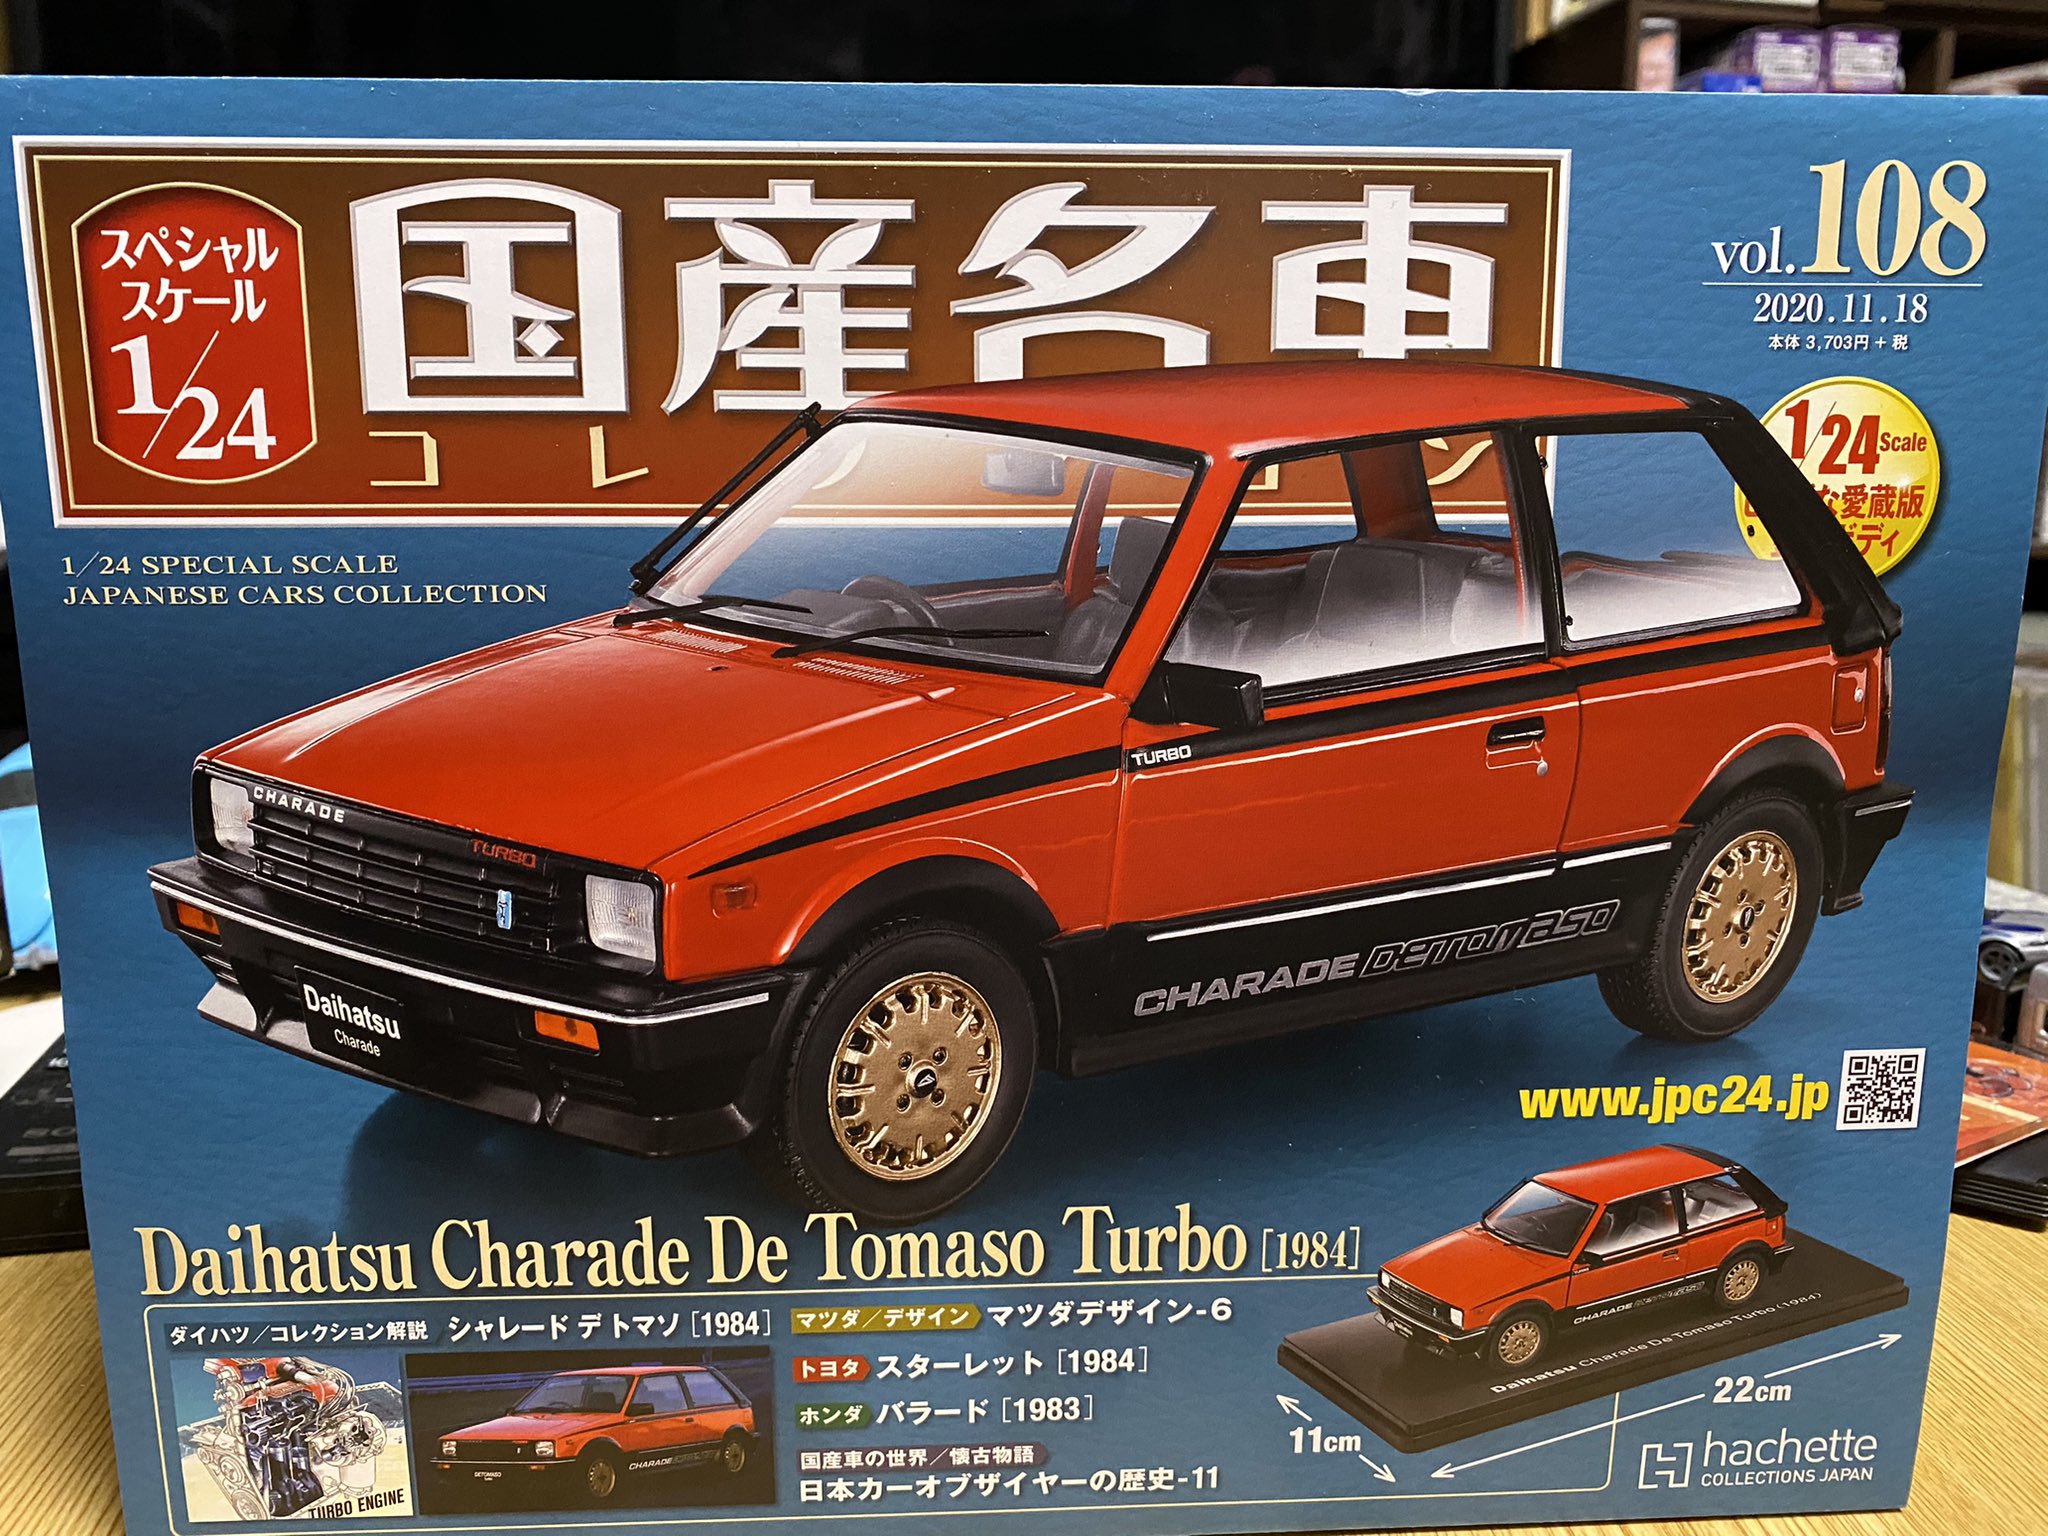 スペシャル
スケール
1/24
国産名車
コレ
1/24 SPECIAL SCALE
JAPANESE CARS COLLECTION
vol.108
2020.11.18
本体 3,703円+税
1/24 Scale
愛蔵版
ディ
TURBO
CHARADE
TURBO
Daihatsu
Charade
CHARADE DETOMASO
www.jpc24.jp
Daihatsu Charade De Tomaso Turbo [1984]
ダイハツ/コレクション解説 シャレード デ トマソ [1984]
TURBO ENGINE
DETOMASO
CHARADE DETOMASO
マツダ/デザイン マツダデザイン-6
トヨタ スターレット [1984]
ホンダ バラード [1983]
国産車の世界/懐古物語
日本カーオブザイヤーの歴史-11
CHARADE DETOMASO
Daihatsu Charade De Tomaso Turbo (1984)
11cm
22cm
hachette
COLLECTIONS JAPAN